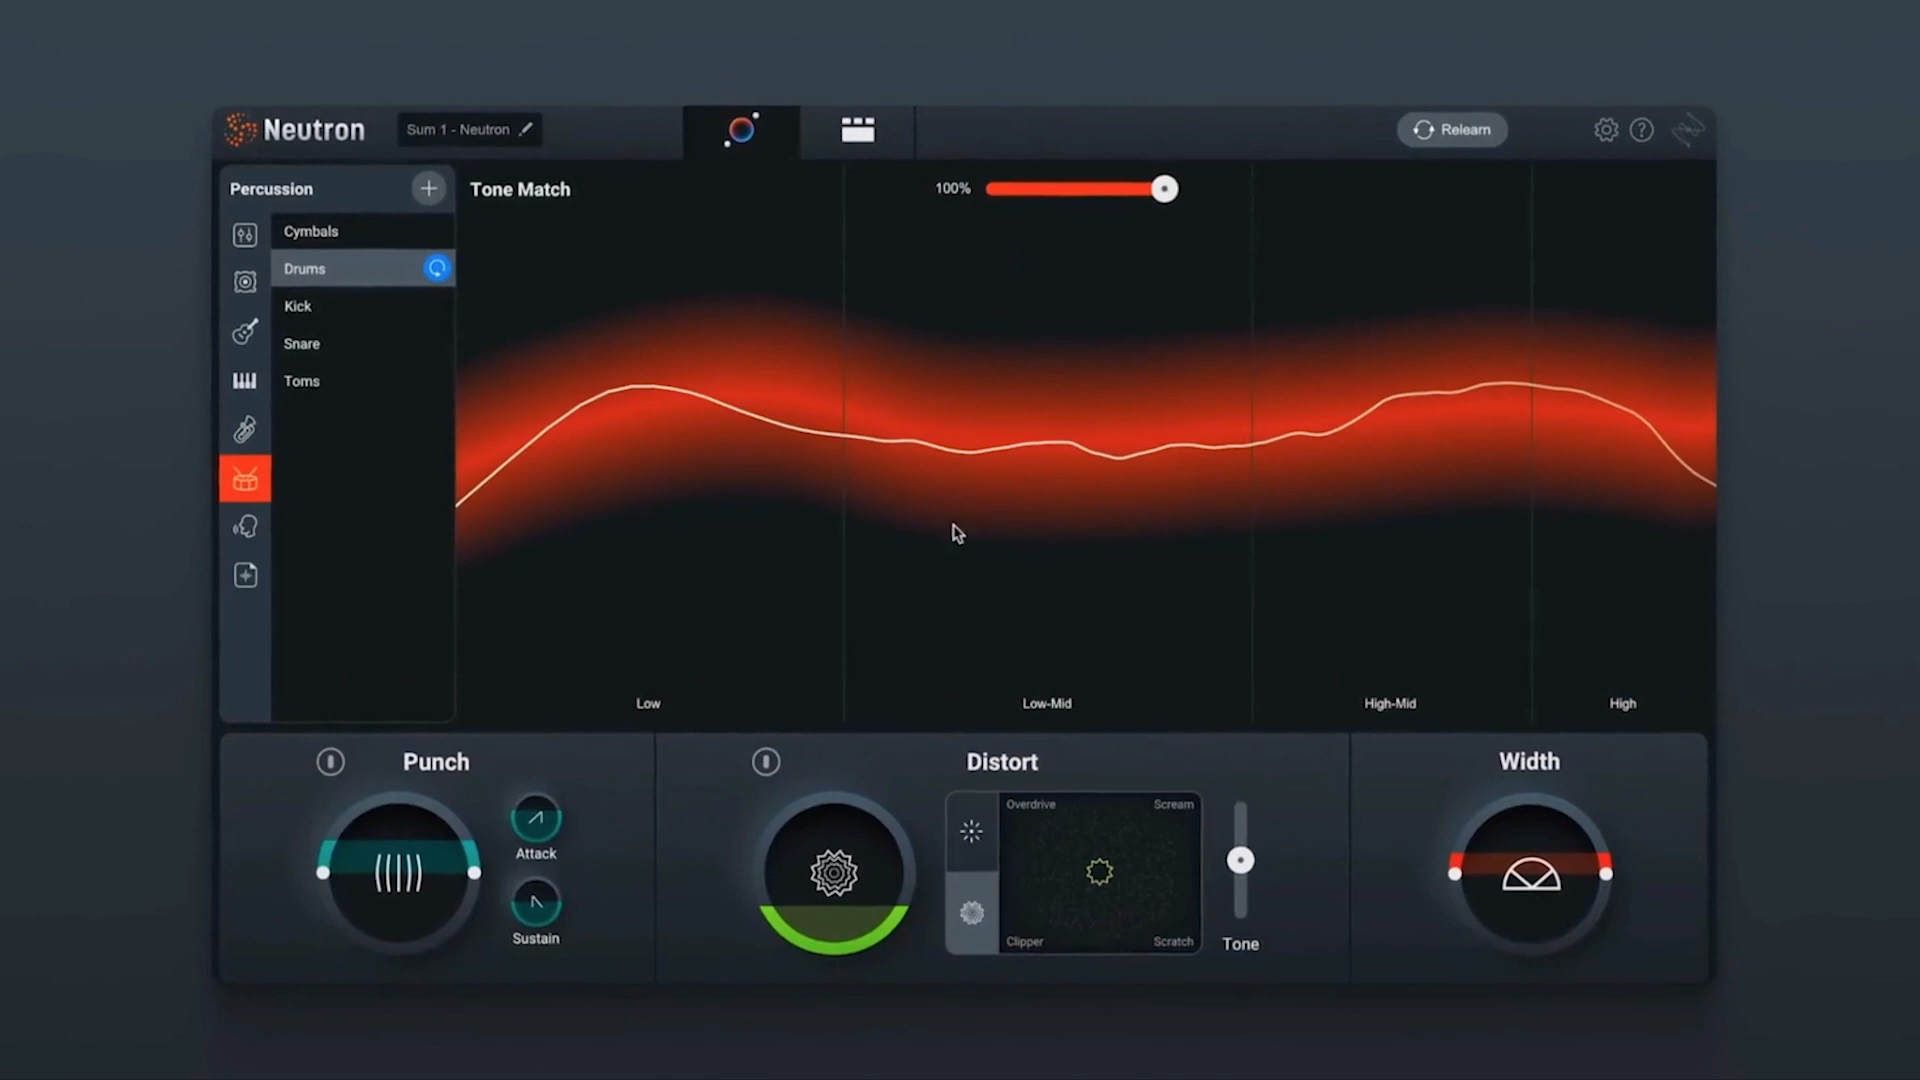 Neutron
Sum 1 - Neutron
Relearn
Percussion
Tone Match
100%
Cymbals
Drums
Kick
Snare
Toms
Low
Low-Mid
High-Mid
High
Punch
Attack
Sustain
Distort
Overdrive
Scream
Clipper
Scratch
Tone
Width